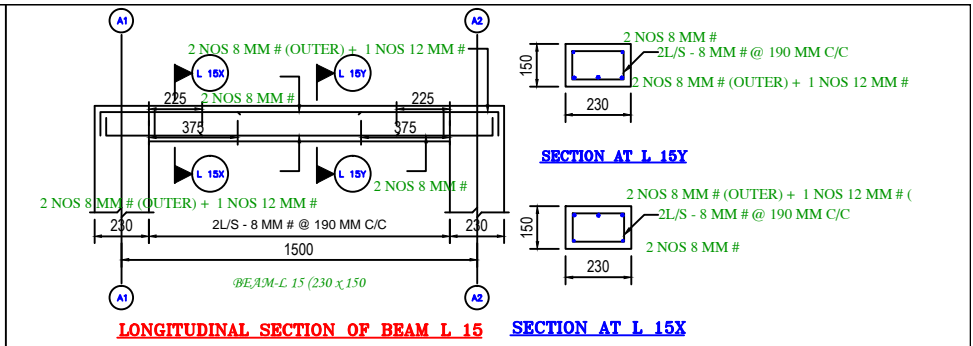 A1
A2
2 NOS 8 MM # (OUTER) + 1 NOS 12 MM #
L 15X
L 15Y
225
2 NOS 8 MM #
225
375
375
L 15X
L 15Y
2 NOS 8 MM #
2 NOS 8 MM # (OUTER) + 1 NOS 12 MM #
230
2L/S - 8 MM # @ 190 MM C/C
230
1500
BEAM-L 15 (230 x 150
A1
A2
LONGITUDINAL SECTION OF BEAM L 15
2 NOS 8 MM #
2L/S - 8 MM # @ 190 MM C/C
150
2 NOS 8 MM # (OUTER) + 1 NOS 12 MM #
230
SECTION AT L 15Y
2 NOS 8 MM # (OUTER) + 1 NOS 12 MM # (
2L/S - 8 MM # @ 190 MM C/C
150
2 NOS 8 MM #
230
SECTION AT L 15X